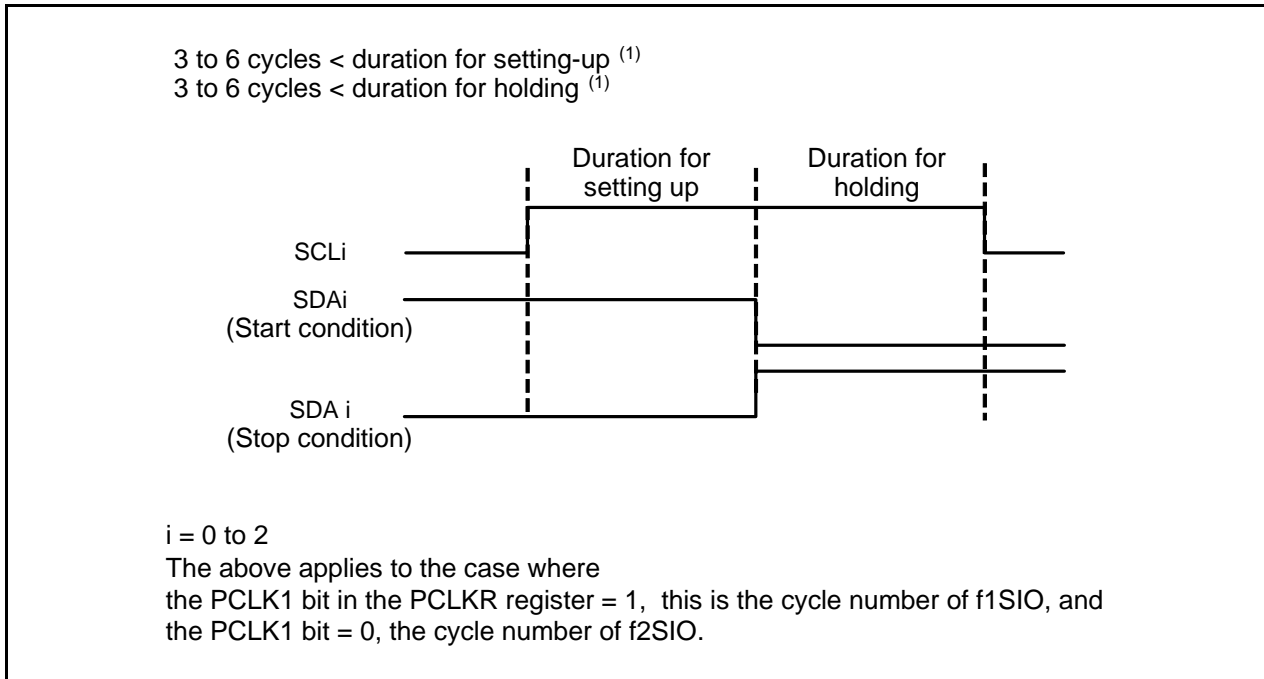 3 to 6 cycles < duration for setting-up (1)
3 to 6 cycles < duration for holding (1)
Duration for
setting up
Duration for
holding
SCLi
SDAi
(Start condition)
SDA i
(Stop condition)
i = 0 to 2
The above applies to the case where
the PCLK1 bit in the PCLKR register = 1, this is the cycle number of f1SIO, and
the PCLK1 bit = 0, the cycle number of f2SIO.